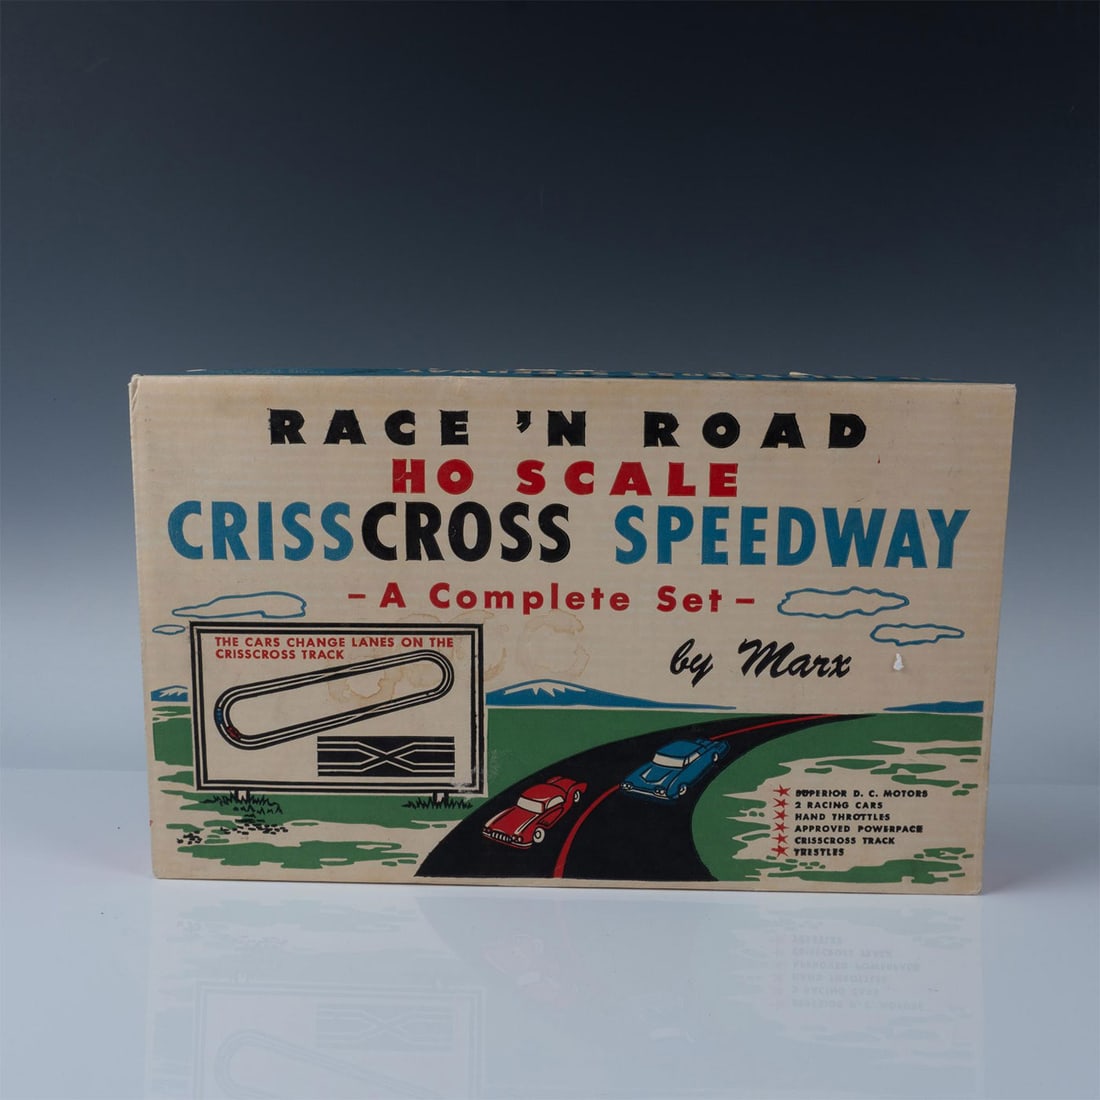 RACE 'N ROAD
HO SCALE
CRISSCROSS SPEEDWAY
- A Complete Set -
by Marx
THE CARS CHANGE LANES ON THE
CRISSCROSS TRACK
SUPERIOR D. C. MOTORS
2 RACING CARS
HAND THROTTLES
APPROVED POWERPACK
CRISSCROSS TRACK
TRESTLES